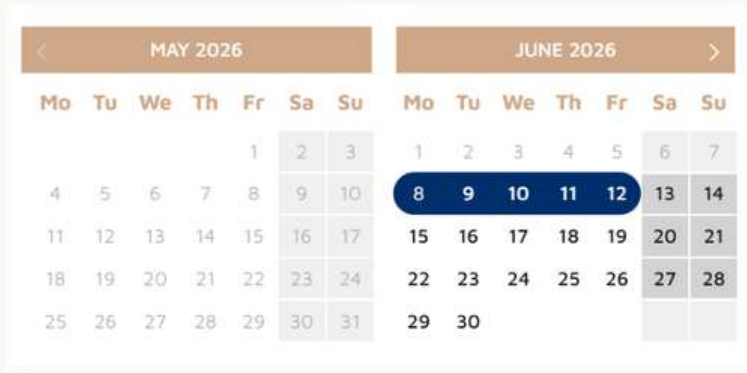 MAY 2026
Mo Tu We Th Fr Sa Su
1 2 3
4 5 6 7 8 9 10
11 12 13 14 15 16 17
18 19 20 21 22 23 24
25 26 27 28 29 30 31
JUNE 2026
Mo Tu We Th Fr Sa Su
1 2 3 4 5 6 7
8 9 10 11 12 13 14
15 16 17 18 19 20 21
22 23 24 25 26 27 28
29 30